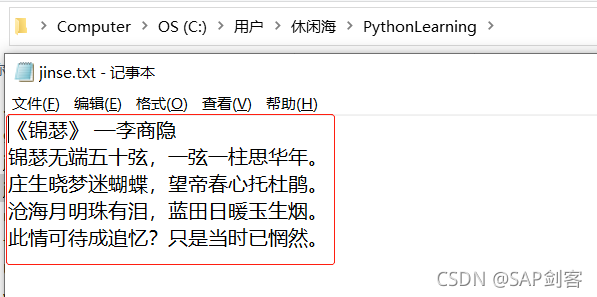 Computer > OS (C:) > 用户 > 休闲海 > PythonLearning >
jinse.txt - 记事本
文件(F) 编辑(E) 格式(O) 查看(V) 帮助(H)
《锦瑟》 —李商隐
锦瑟无端五十弦，一弦一柱思华年。
庄生晓梦迷蝴蝶，望帝春心托杜鹃。
沧海月明珠有泪，蓝田日暖玉生烟。
此情可待成追忆？只是当时已惘然。
CSDN @SAP剑客